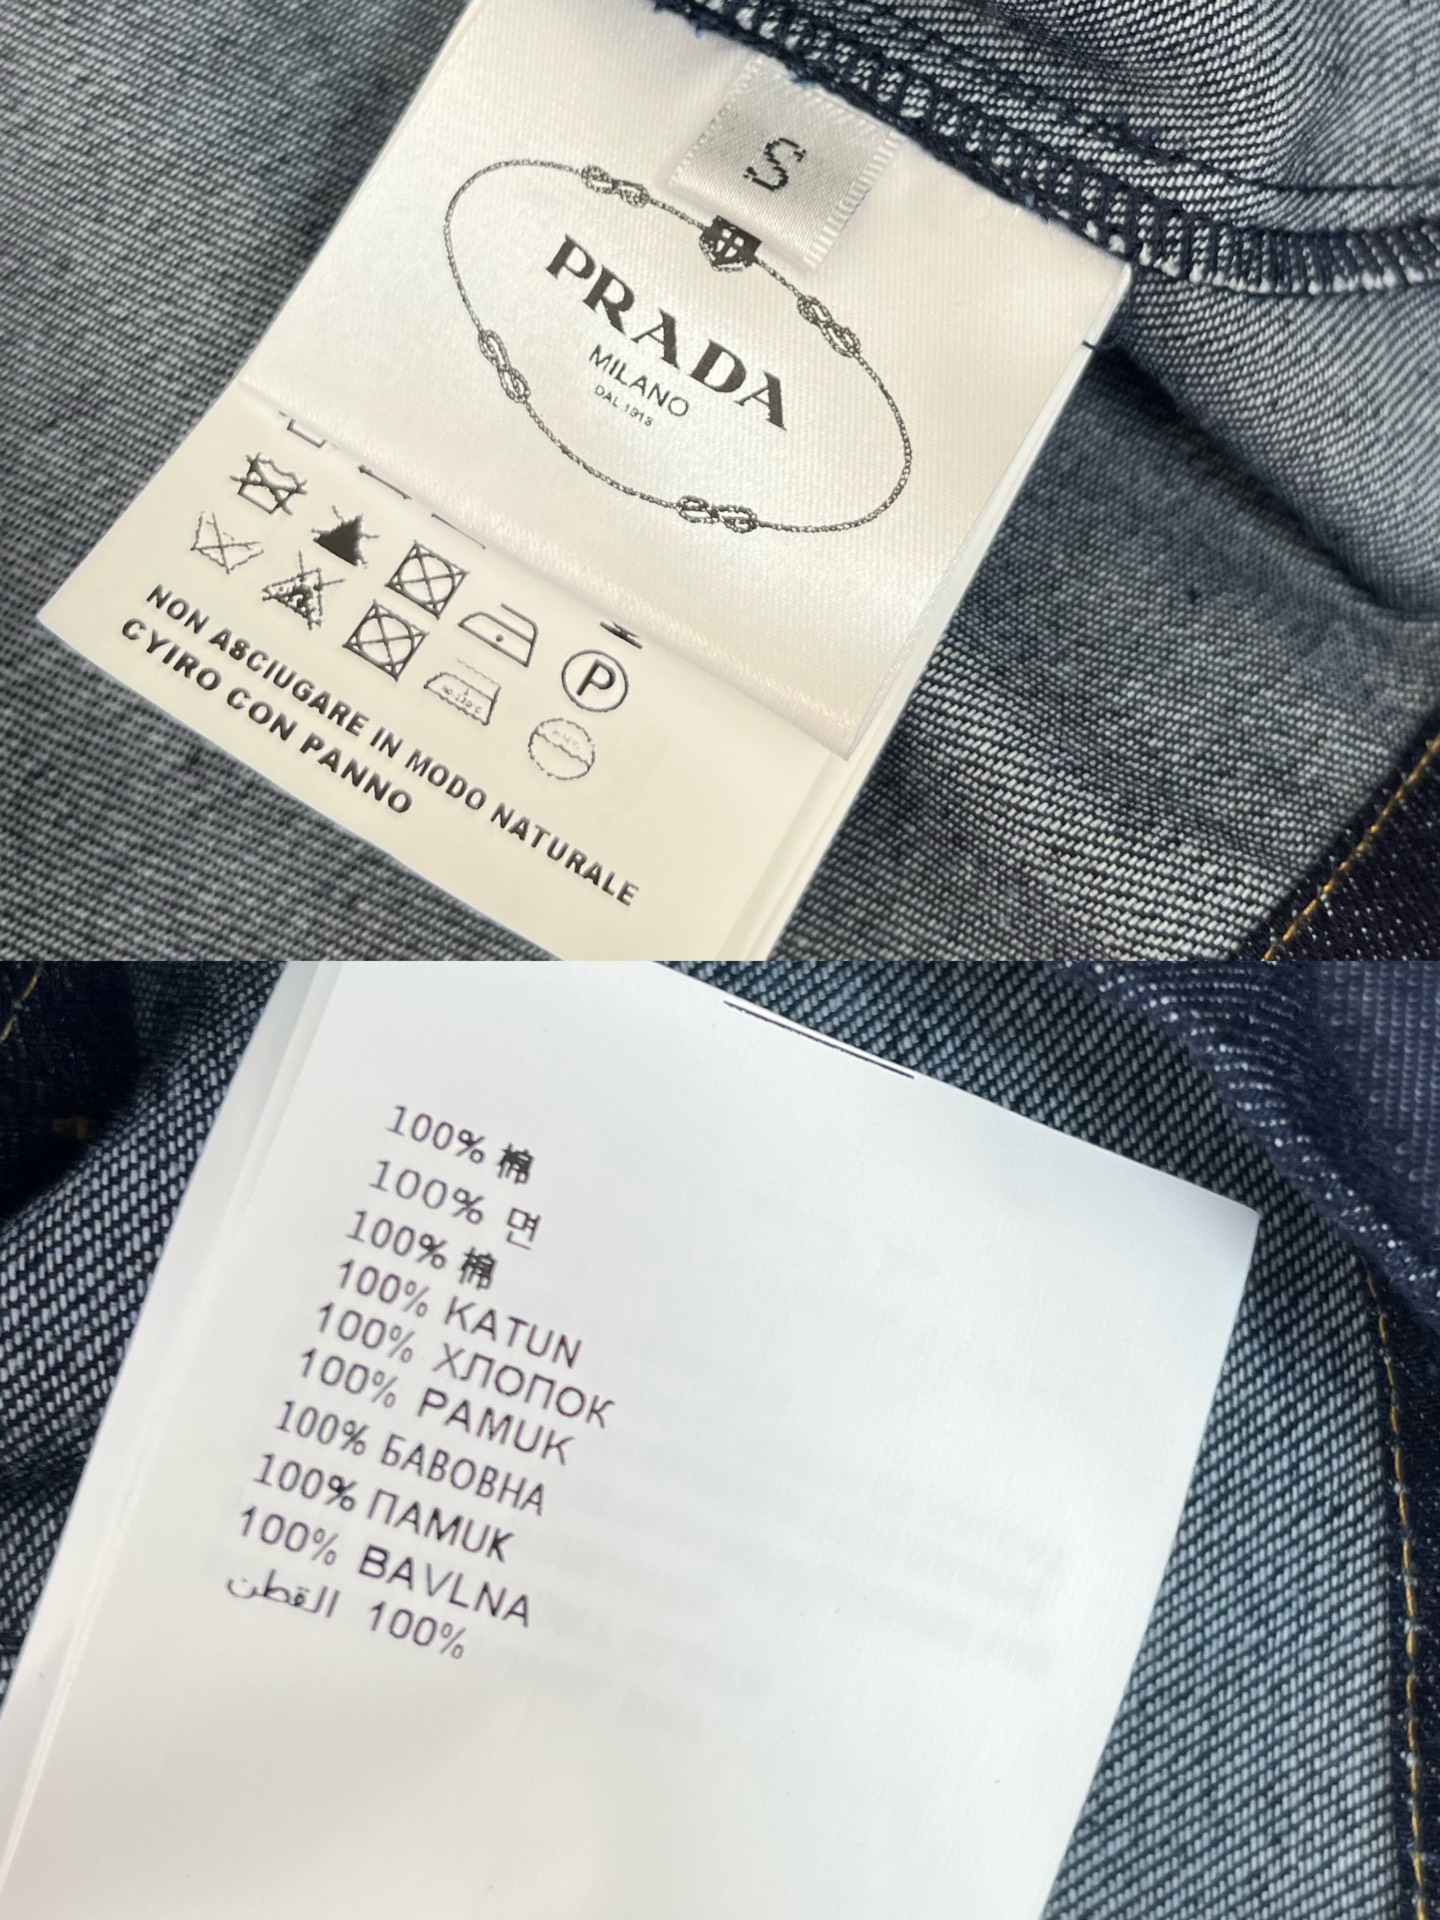 S
PRADA
MILANO
DAL 1913
P
NON A8CIUGARE IN MODO NATURALE
CYIRO CON PANNO
100% 棉
100% 면
100% 棉
100% KATUN
100% ХЛОПОК
100% PAMUK
100% БАВОВНА
100% ПАМUK
100% BAVLNA
100% القطن